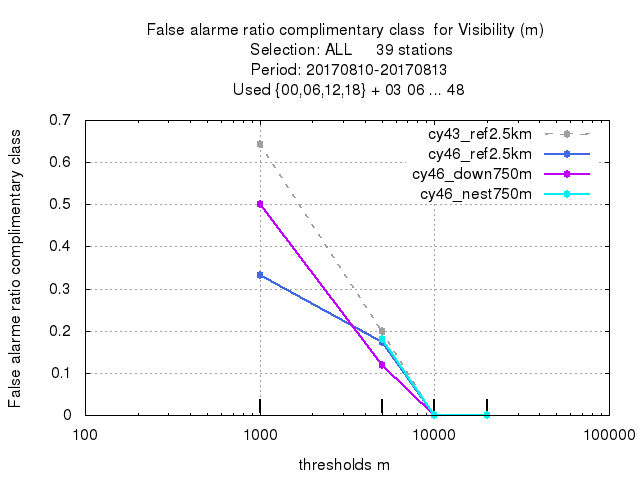 False alarme ratio complimentary class  for Visibility (m)
Selection: ALL     39 stations
Period: 20170810-20170813
Used {00,06,12,18} + 03 06 ... 48
False alarme ratio complimentary class
0.7
0.6
0.5
0.4
0.3
0.2
0.1
0
cy43_ref2.5km
cy46_ref2.5km
cy46_down750m
cy46_nest750m
100 1000 10000 100000
thresholds m